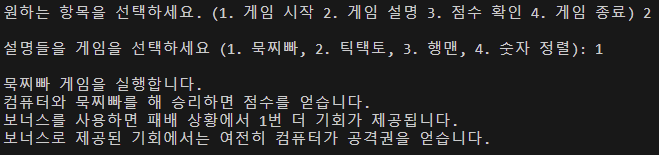 원하는 항목을 선택하세요. (1. 게임 시작 2. 게임 설명 3. 점수 확인 4. 게임 종료) 2
설명들을 게임을 선택하세요 (1. 묵찌빠, 2. 틱택토, 3. 행맨, 4. 숫자 정렬): 1
묵찌빠 게임을 실행합니다.
컴퓨터와 묵찌빠를 해 승리하면 점수를 얻습니다.
보너스를 사용하면 패배 상황에서 1번 더 기회가 제공됩니다.
보너스로 제공된 기회에서는 여전히 컴퓨터가 공격권을 얻습니다.